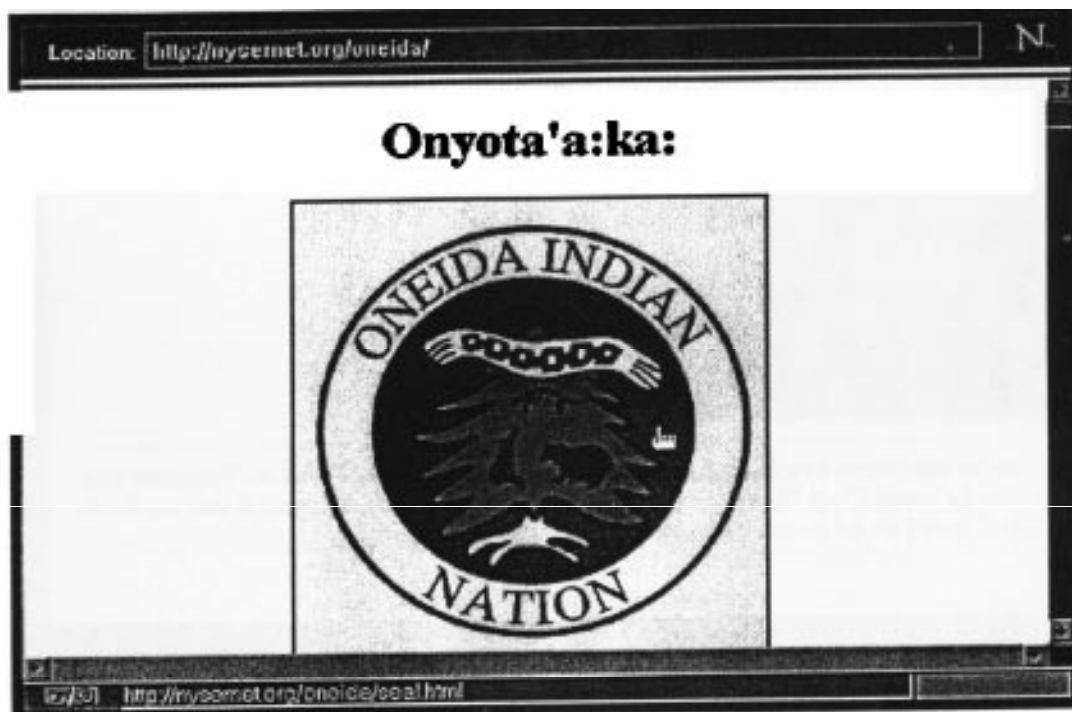 Location: http://nysernet.org/oneida/
N
Onyota'a:ka:
ONEIDA INDIAN
NATION
http://nysernet.org/oneida/seal.html